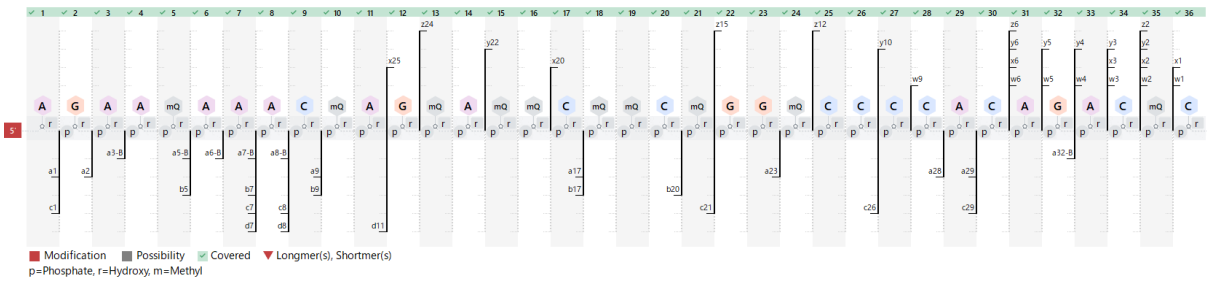 1 2 3 4 5 6 7 8 9 10 11 12 13 14 15 16 17 18 19 20 21 22 23 24 25 26 27 28 29 30 31 32 33 34 35 36
z24 z15 z12 z6 z2
y22 y10 y6 y5 y4 y3 y2
x25 x20 x6 x3 x2 x1
w9 w6 w5 w4 w3 w2 w1
A G A A mQ A A A C mQ A G mQ A mQ mQ C mQ mQ C mQ G G mQ C C C C A C A G A C mQ C
5' r r r r r r r r r r r r r r r r r r r r r r r r r r r r r r r r r r r r
p p p p p p p p p p p p p p p p p p p p p p p p p p p p p p p p p p p
a3-B a5-B a6-B a7-B a8-B a32-B
a1 a2 a9 a17 a23 a28 a29
b5 b7 b9 b17 b20
c1 c7 c8 c21 c26 c29
d7 d8 d11
Modification Possibility Covered Longmer(s), Shortmer(s)
p=Phosphate, r=Hydroxy, m=Methyl